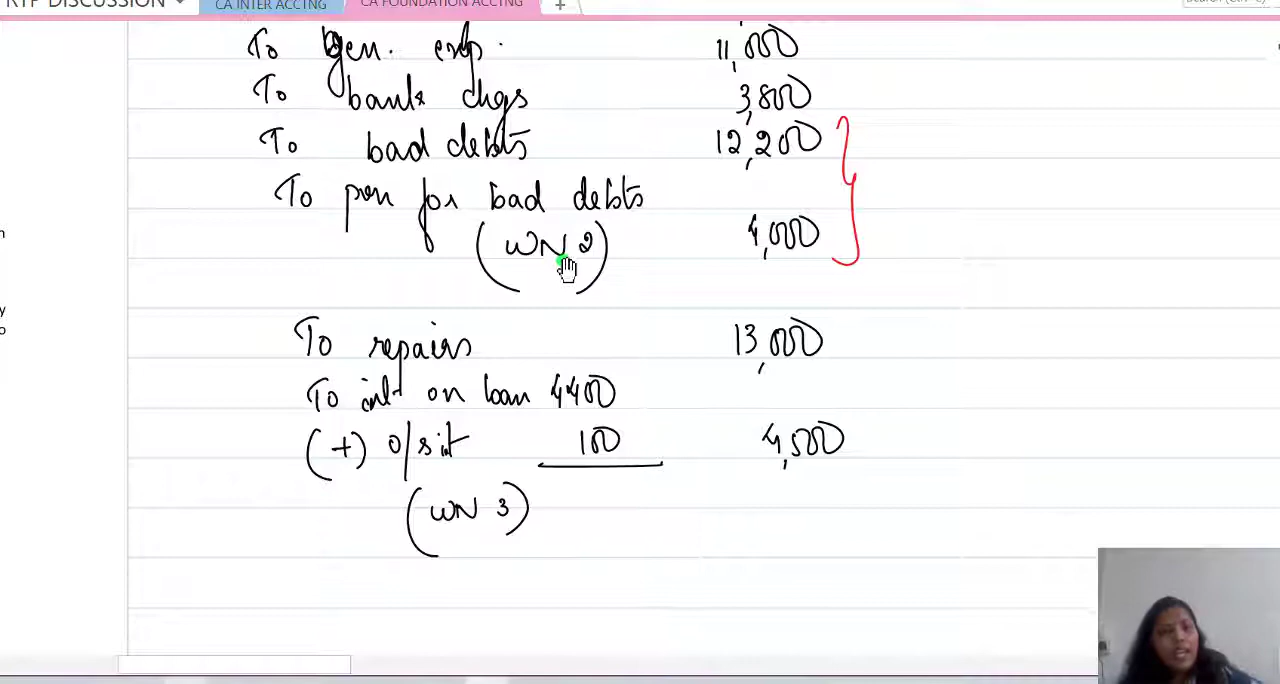 RTP DISCUSSION
CA INTER ACCTNG
CA FOUNDATION ACCTNG
To gen. exp. 11,000
To bank chgs 3,800
To bad debts 12,200
To prov for bad debts
(WN 2) 4,000
To repairs 13,000
To int on loan 4400
(+) o/s int 100 4,500
(WN 3)